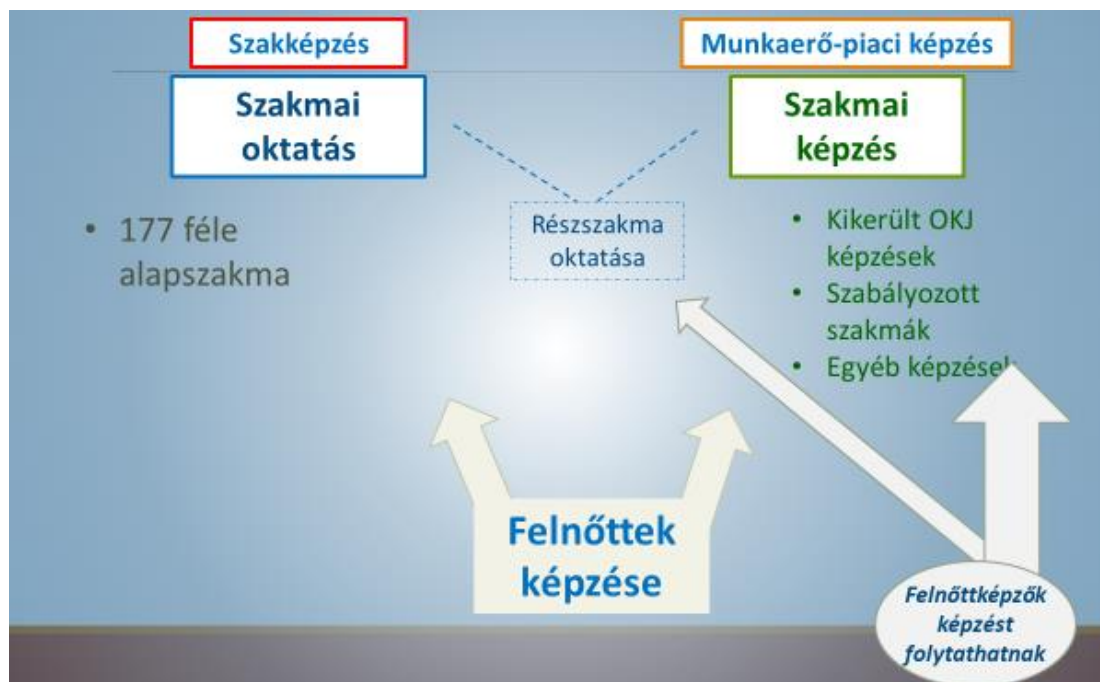 Szakképzés
Munkaerő-piaci képzés
Szakmai
oktatás
Szakmai
képzés
• 177 féle
alapszakma
Részszakma
oktatása
• Kikerült OKJ
képzések
• Szabályozott
szakmák
• Egyéb képzések
Felnőttek
képzése
Felnőttképzők
képzést
folytathatnak